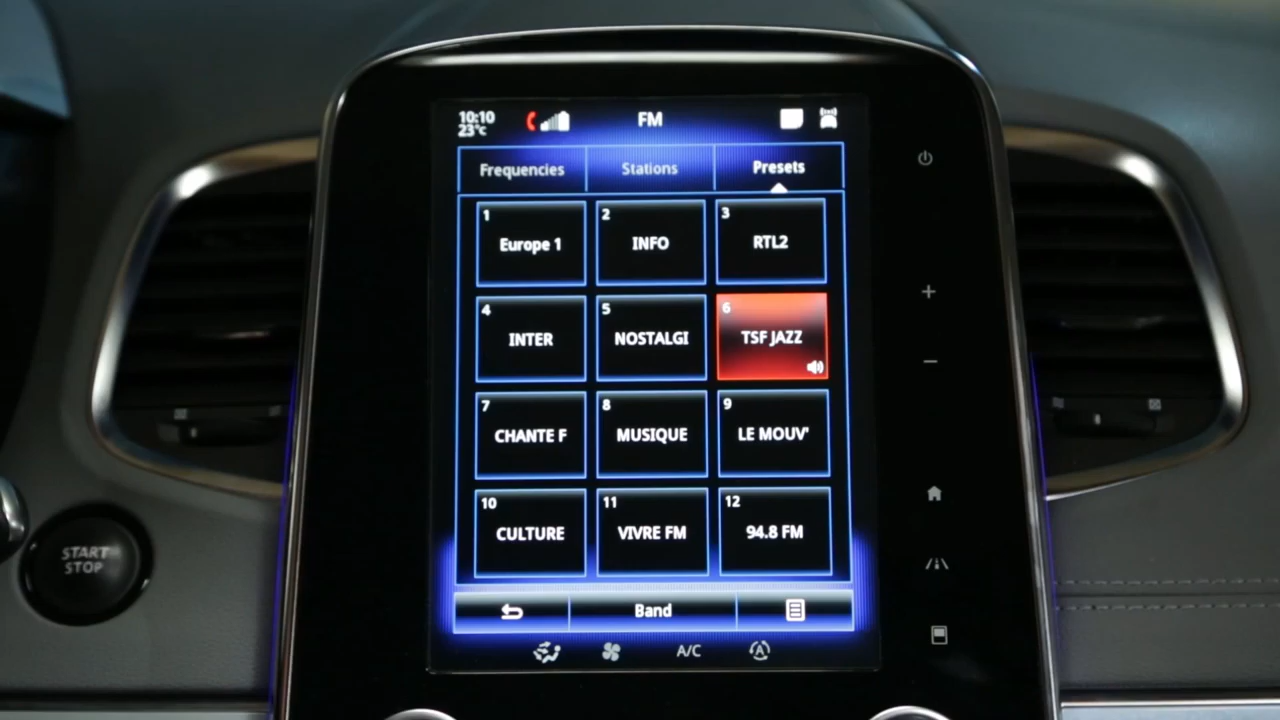 10:10
23°C
FM
Frequencies
Stations
Presets
1
Europe 1
2
INFO
3
RTL2
4
INTER
5
NOSTALGI
6
TSF JAZZ
7
CHANTE F
8
MUSIQUE
9
LE MOUV'
10
CULTURE
11
VIVRE FM
12
94.8 FM
Band
A/C
A
START
STOP